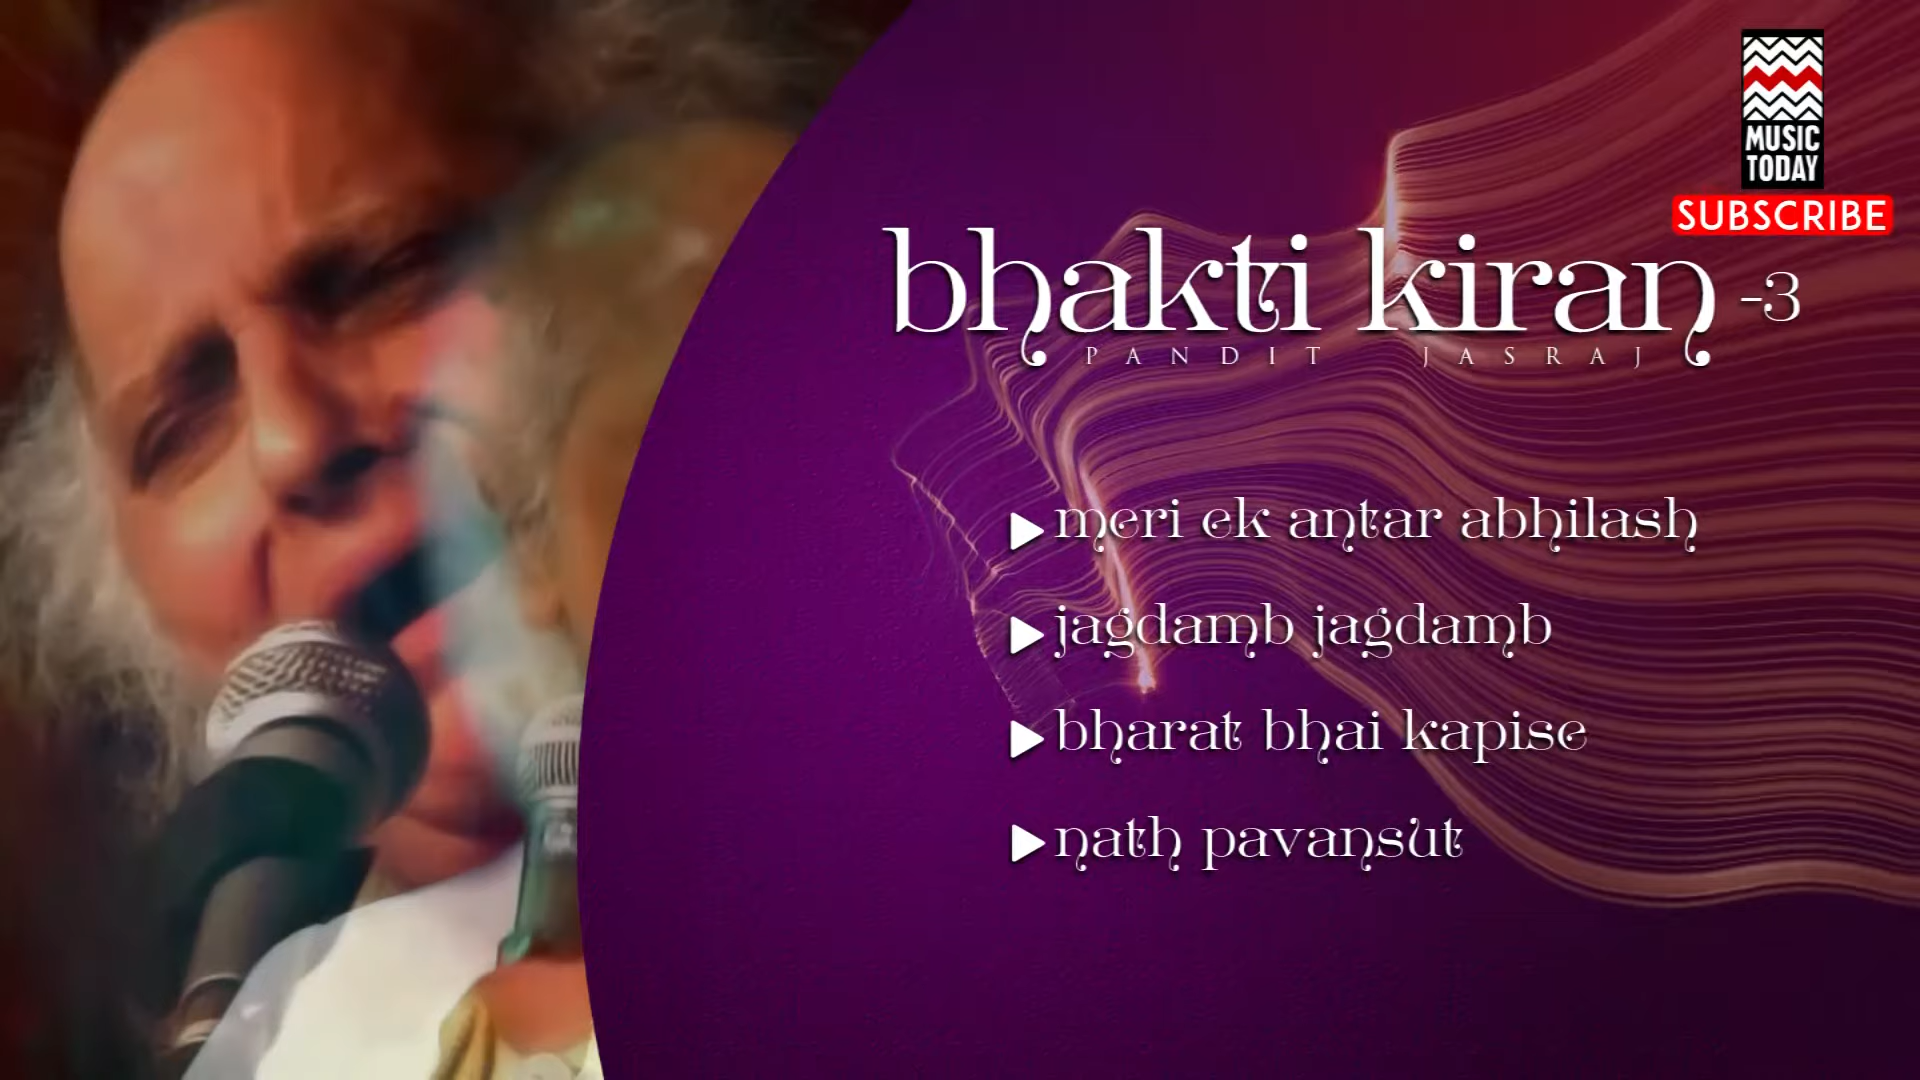 MUSIC
TODAY
SUBSCRIBE
bhakti kiran -3
PANDIT JASRAJ
meri ek antar abhilash
jagdamb jagdamb
bharat bhai kapise
nath pavansut